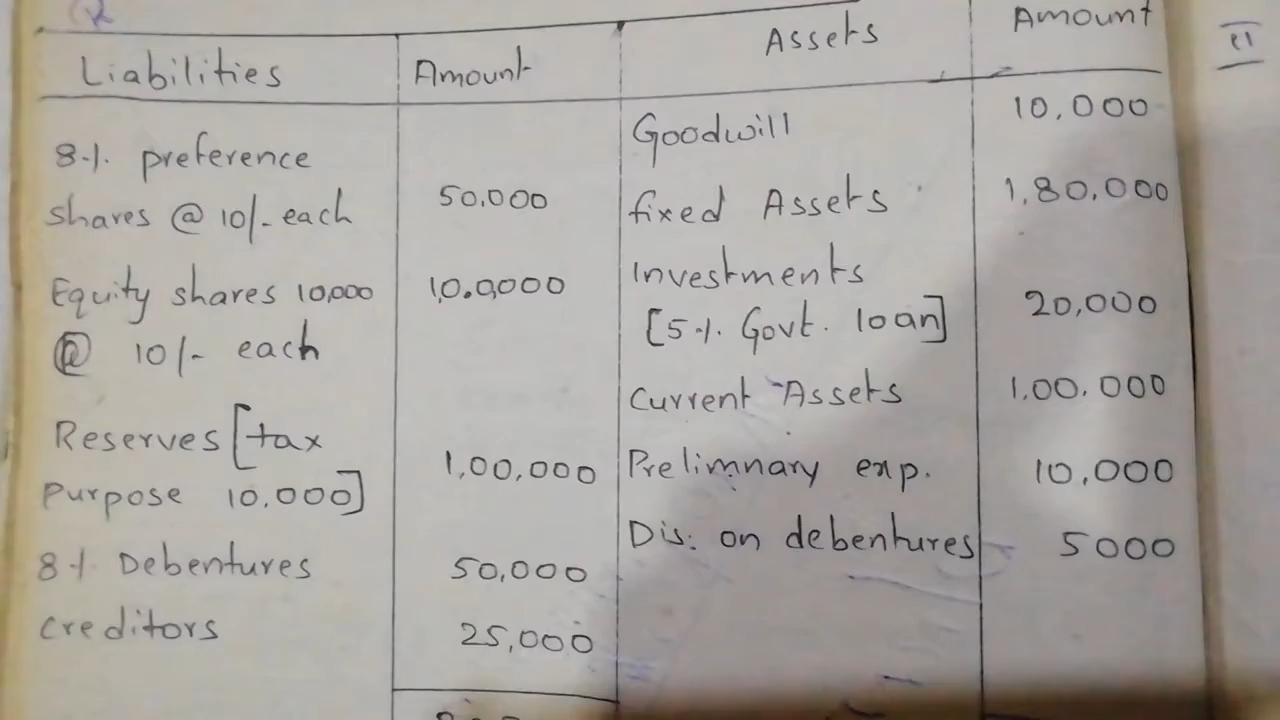 Liabilities Amount Assets Amount
8·/. preference
shares @ 10/- each 50.000
Equity shares 10,000 10.0,000
@ 10/- each
Reserves [tax
Purpose 10.000] 1,00,000
8·/. Debentures 50,000
creditors 25,000
Goodwill 10,000
fixed Assets 1,80,000
Investments
[5·/. Govt. loan] 20,000
Current Assets 1,00.000
Prelimnary exp. 10,000
Dis. on debentures 5000